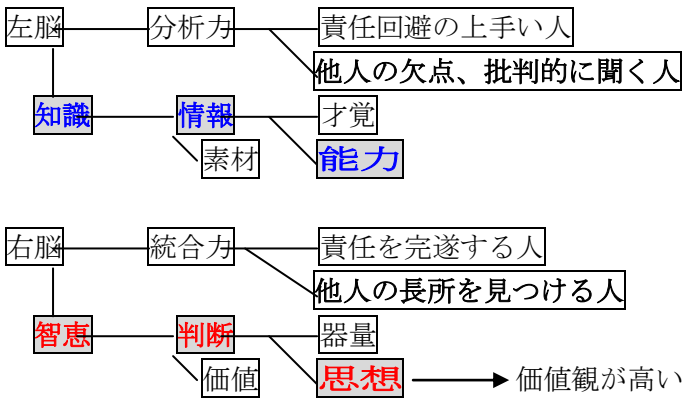 左脳 分析力 責任回避の上手い人
他人の欠点、批判的に聞く人
知識 情報 才覚
素材 能力
右脳 統合力 責任を完遂する人
他人の長所を見つける人
智恵 判断 器量
価値 思想 価値観が高い